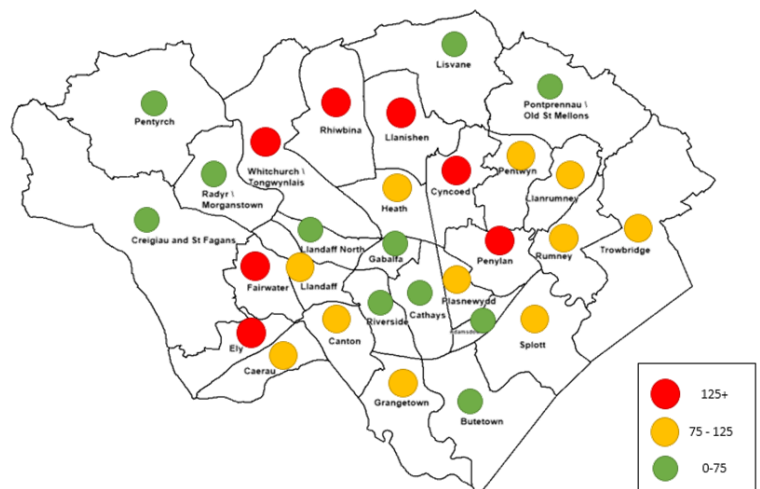 Lisvane
Pontprennau \
Old St Mellons
Pentyrch
Rhiwbina
Llanishen
Whitchurch \
Tongwynlais
Pentwyn
Cyncoed
Llanrumney
Radyr \
Morganstown
Heath
Creigiau and St Fagans
Llandaff North
Gabalfa
Penylan
Rumney
Trowbridge
Fairwater
Llandaff
Plasnewydd
Riverside
Cathays
Adamsdown
Splott
Ely
Canton
Caerau
Grangetown
Butetown
125+
75 - 125
0-75